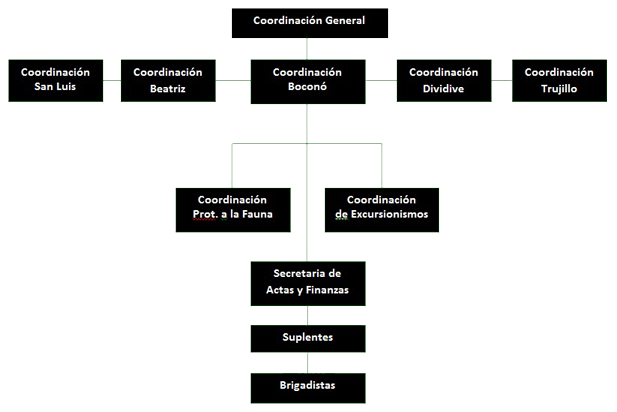 Coordinación General
Coordinación
San Luis
Coordinación
Beatriz
Coordinación
Boconó
Coordinación
Dividive
Coordinación
Trujillo
Coordinación
Prot. a la Fauna
Coordinación
de Excursionismos
Secretaria de
Actas y Finanzas
Suplentes
Brigadistas